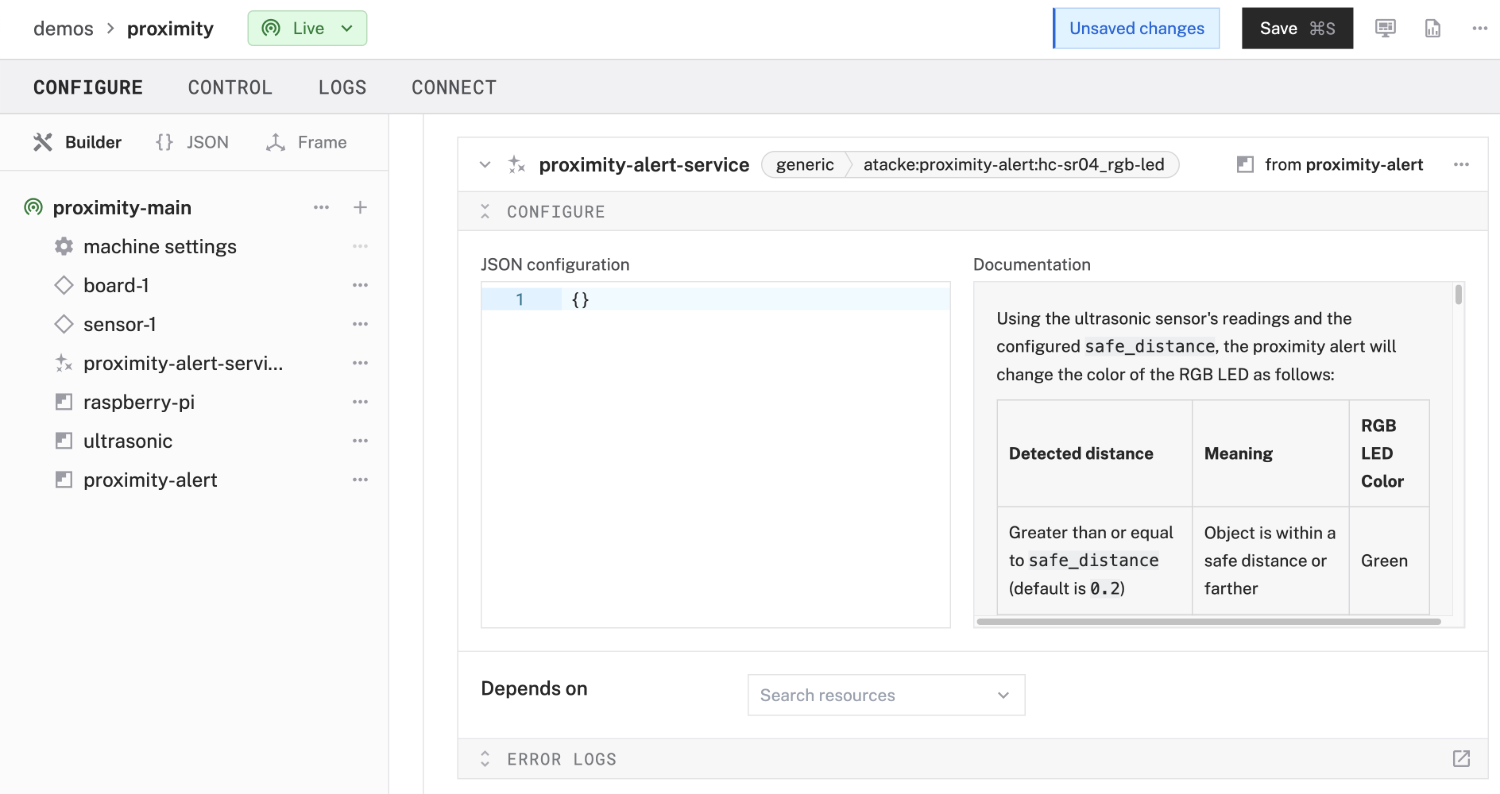 demos > proximity
Live
Unsaved changes
Save ⌘S
CONFIGURE CONTROL LOGS CONNECT
Builder {} JSON Frame
proximity-main
machine settings
board-1
sensor-1
proximity-alert-servi...
raspberry-pi
ultrasonic
proximity-alert
proximity-alert-service generic atacke:proximity-alert:hc-sr04_rgb-led from proximity-alert
CONFIGURE
JSON configuration
1 {}
Documentation
Using the ultrasonic sensor's readings and the
configured safe_distance, the proximity alert will
change the color of the RGB LED as follows:
Detected distance
Meaning
RGB
LED
Color
Greater than or equal
to safe_distance
(default is 0.2)
Object is within a
safe distance or
farther
Green
Depends on
Search resources
ERROR LOGS